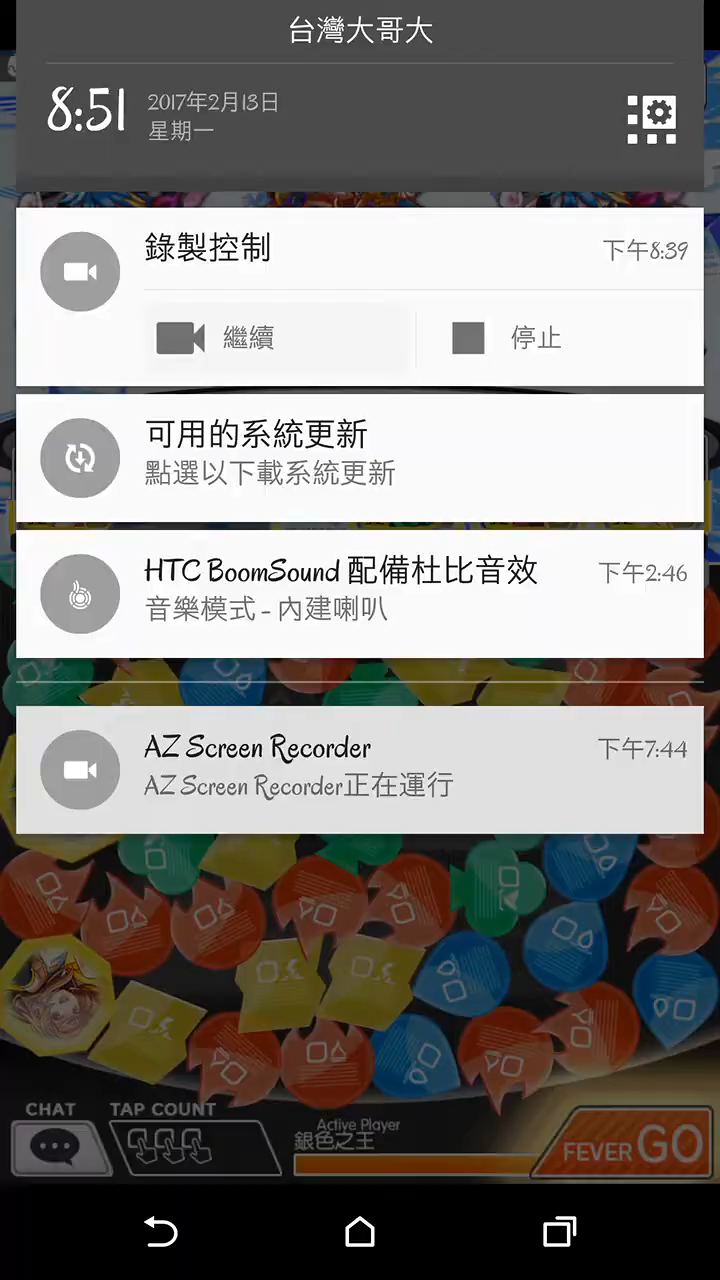 台灣大哥大
8:51
2017年2月13日
星期一
錄製控制
下午8:39
繼續
停止
可用的系統更新
點選以下載系統更新
HTC BoomSound 配備杜比音效
下午2:46
音樂模式 - 內建喇叭
AZ Screen Recorder
下午7:44
AZ Screen Recorder正在運行
CHAT
TAP COUNT
Active Player
銀色之王
FEVER GO